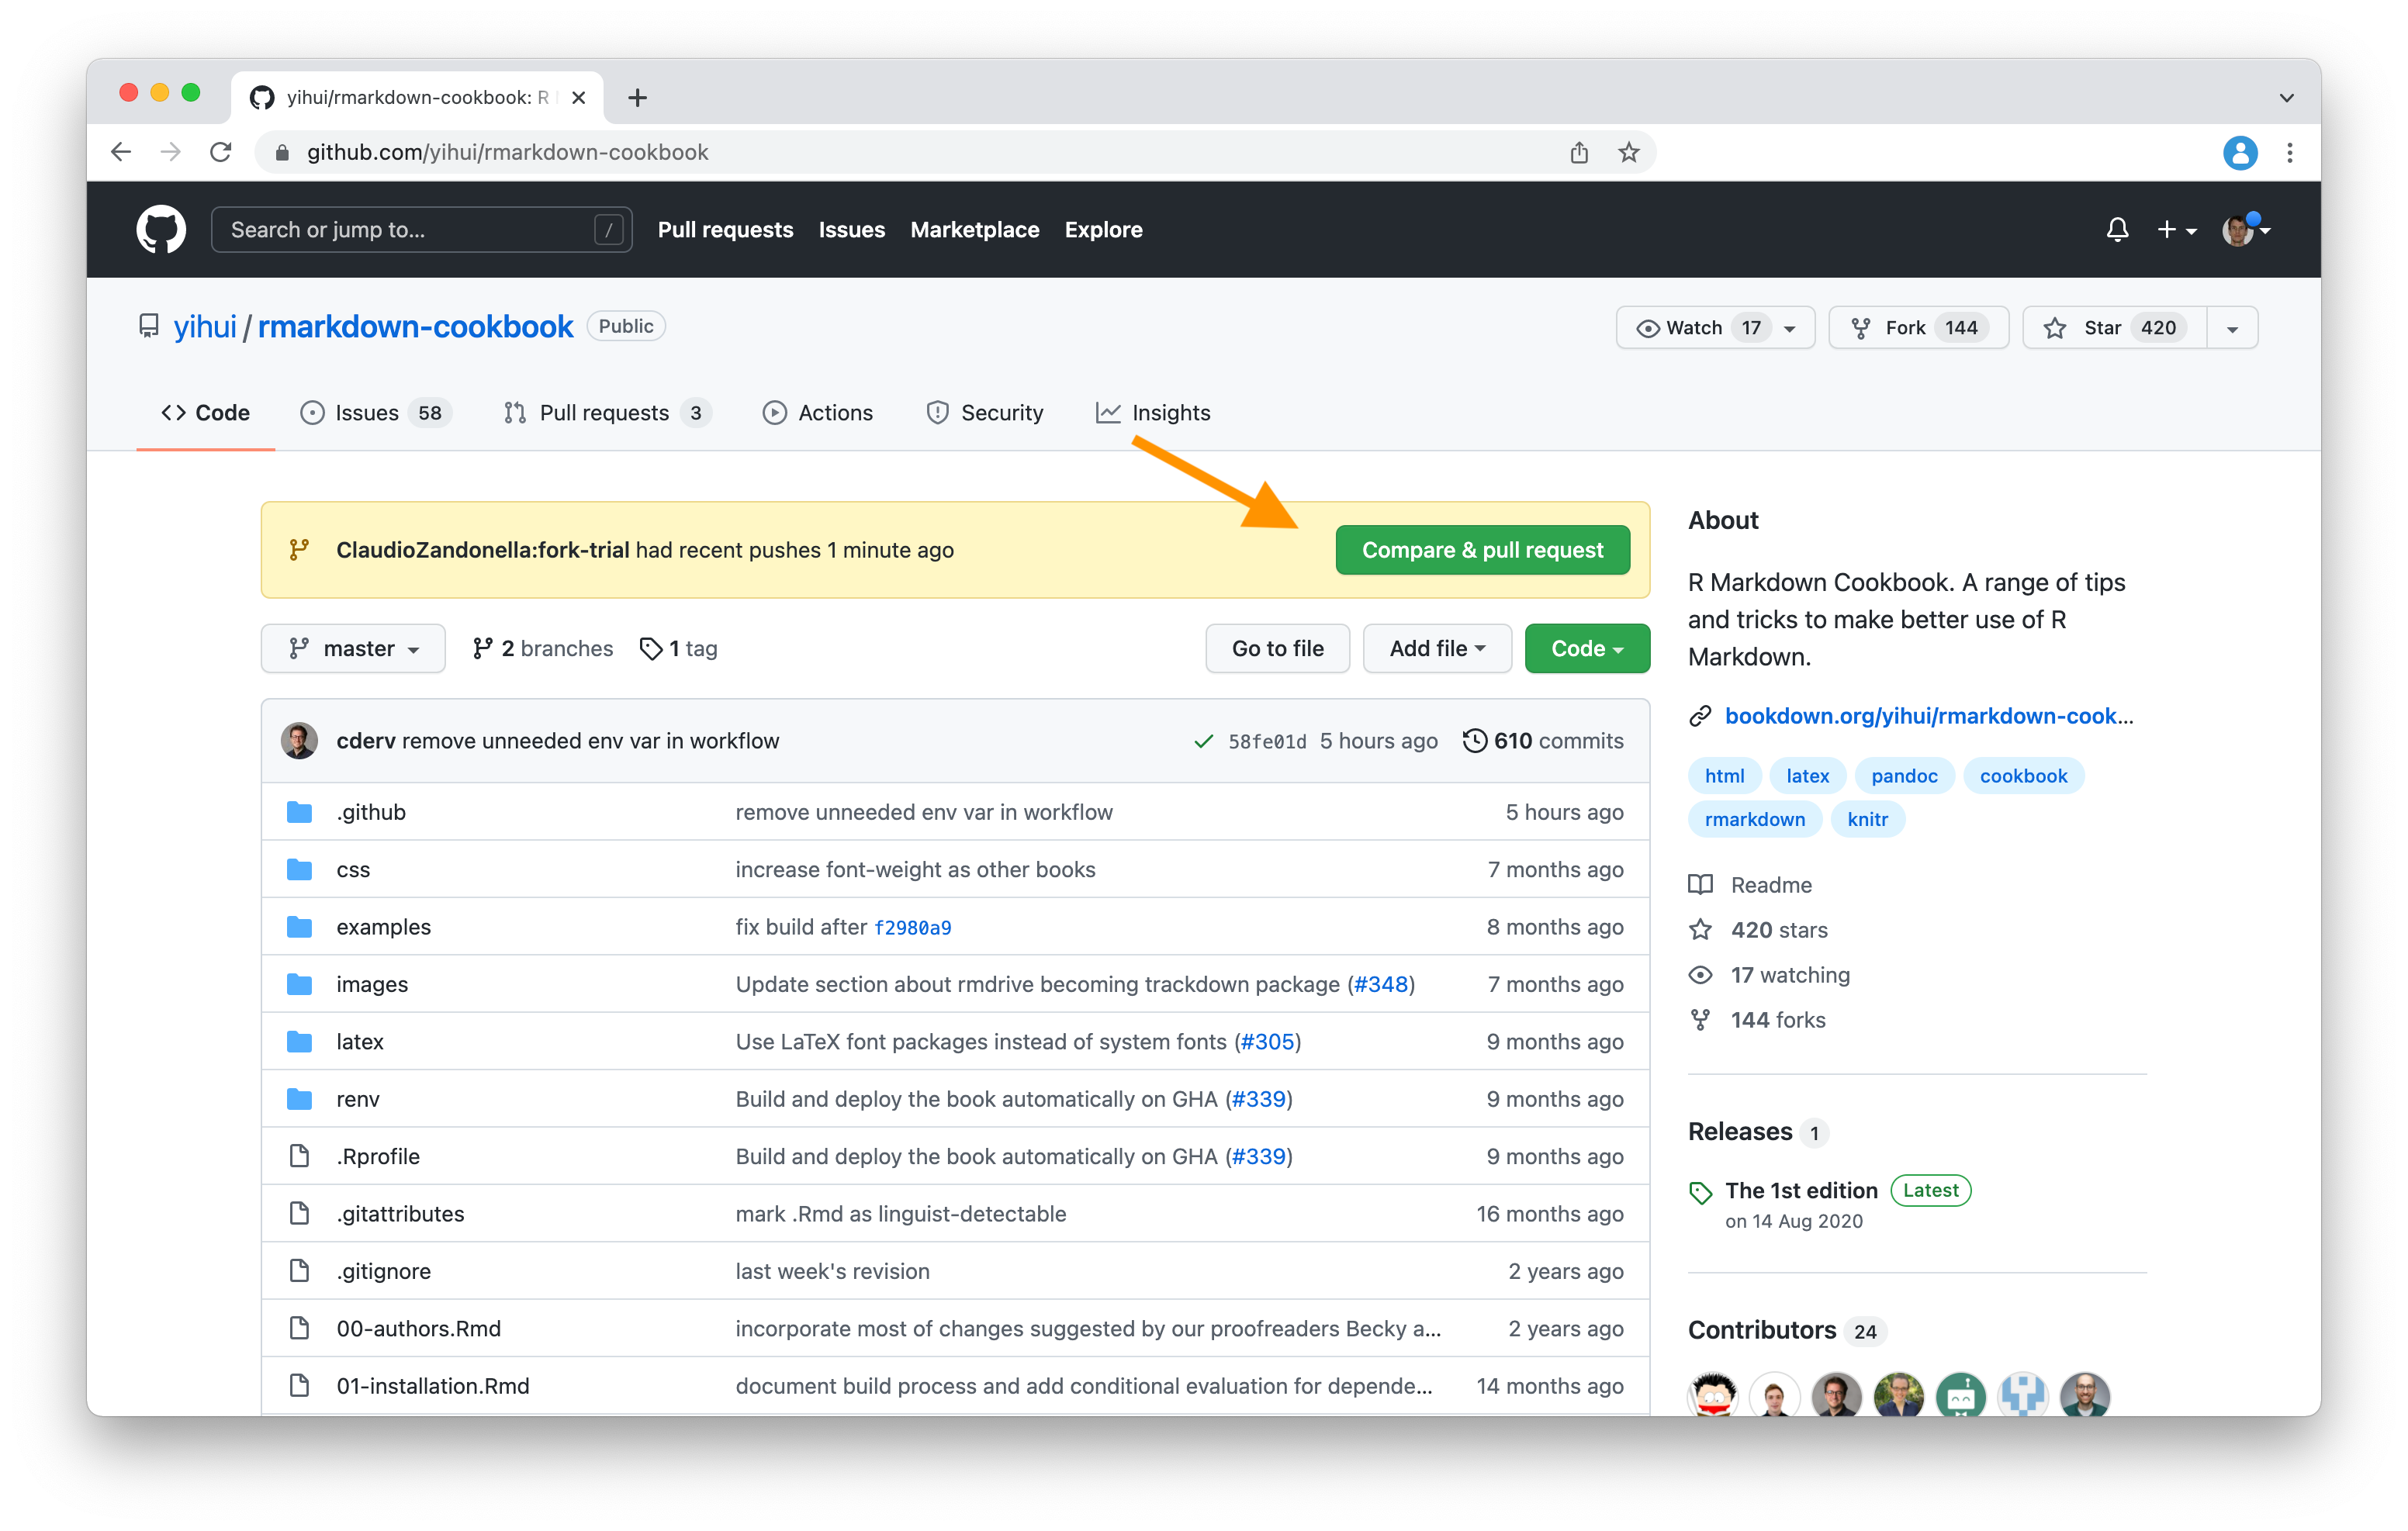 yihui/rmarkdown-cookbook: R
github.com/yihui/rmarkdown-cookbook
Search or jump to... /
Pull requests Issues Marketplace Explore
yihui / rmarkdown-cookbook Public
Watch 17 Fork 144 Star 420
Code Issues 58 Pull requests 3 Actions Security Insights
ClaudioZandonella:fork-trial had recent pushes 1 minute ago
Compare & pull request
master 2 branches 1 tag
Go to file Add file Code
cderv remove unneeded env var in workflow 58fe01d 5 hours ago 610 commits
.github remove unneeded env var in workflow 5 hours ago
css increase font-weight as other books 7 months ago
examples fix build after f2980a9 8 months ago
images Update section about rmdrive becoming trackdown package (#348) 7 months ago
latex Use LaTeX font packages instead of system fonts (#305) 9 months ago
renv Build and deploy the book automatically on GHA (#339) 9 months ago
.Rprofile Build and deploy the book automatically on GHA (#339) 9 months ago
.gitattributes mark .Rmd as linguist-detectable 16 months ago
.gitignore last week's revision 2 years ago
00-authors.Rmd incorporate most of changes suggested by our proofreaders Becky a... 2 years ago
01-installation.Rmd document build process and add conditional evaluation for depende... 14 months ago
About
R Markdown Cookbook. A range of tips
and tricks to make better use of R
Markdown.
bookdown.org/yihui/rmarkdown-cook...
html latex pandoc cookbook
rmarkdown knitr
Readme
420 stars
17 watching
144 forks
Releases 1
The 1st edition Latest
on 14 Aug 2020
Contributors 24